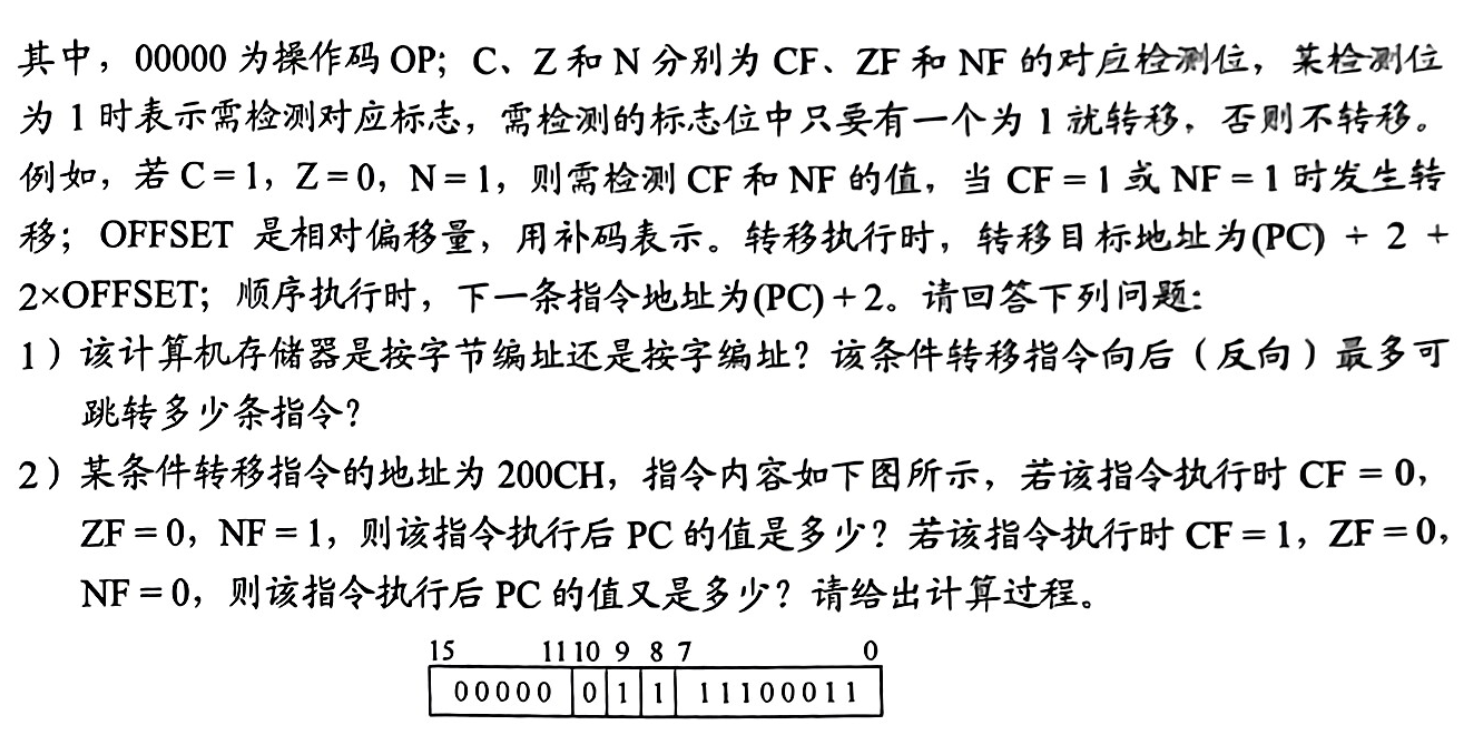 其中，00000 为操作码 OP；C、Z 和 N 分别为 CF、ZF 和 NF 的对应检测位，某检测位
为 1 时表示需检测对应标志，需检测的标志位中只要有一个为 1 就转移，否则不转移。
例如，若 C = 1，Z = 0，N = 1，则需检测 CF 和 NF 的值，当 CF = 1 或 NF = 1 时发生转
移；OFFSET 是相对偏移量，用补码表示。转移执行时，转移目标地址为(PC) + 2 +
2×OFFSET；顺序执行时，下一条指令地址为(PC) + 2。请回答下列问题：
1）该计算机存储器是按字节编址还是按字编址？该条件转移指令向后（反向）最多可
跳转多少条指令？
2）某条件转移指令的地址为 200CH，指令内容如下图所示，若该指令执行时 CF = 0，
ZF = 0，NF = 1，则该指令执行后 PC 的值是多少？若该指令执行时 CF = 1，ZF = 0，
NF = 0，则该指令执行后 PC 的值又是多少？请给出计算过程。
15 11 10 9 8 7 0
00000 0 1 1 11100011